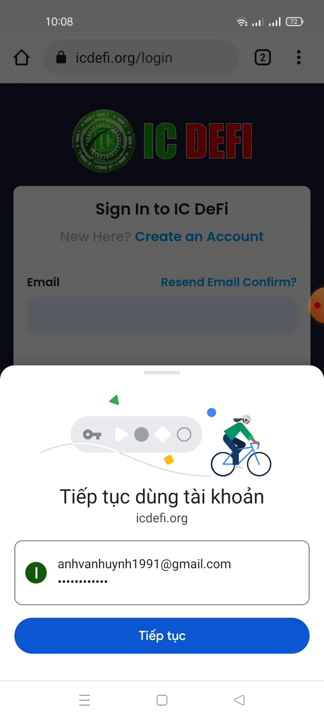 10:08
72
icdefi.org/login
2
IC DEFI
Sign In to IC DeFi
New Here? Create an Account
Email Resend Email Confirm?
Tiếp tục dùng tài khoản
icdefi.org
I
anhvanhuynh1991@gmail.com
••••••••••••
Tiếp tục